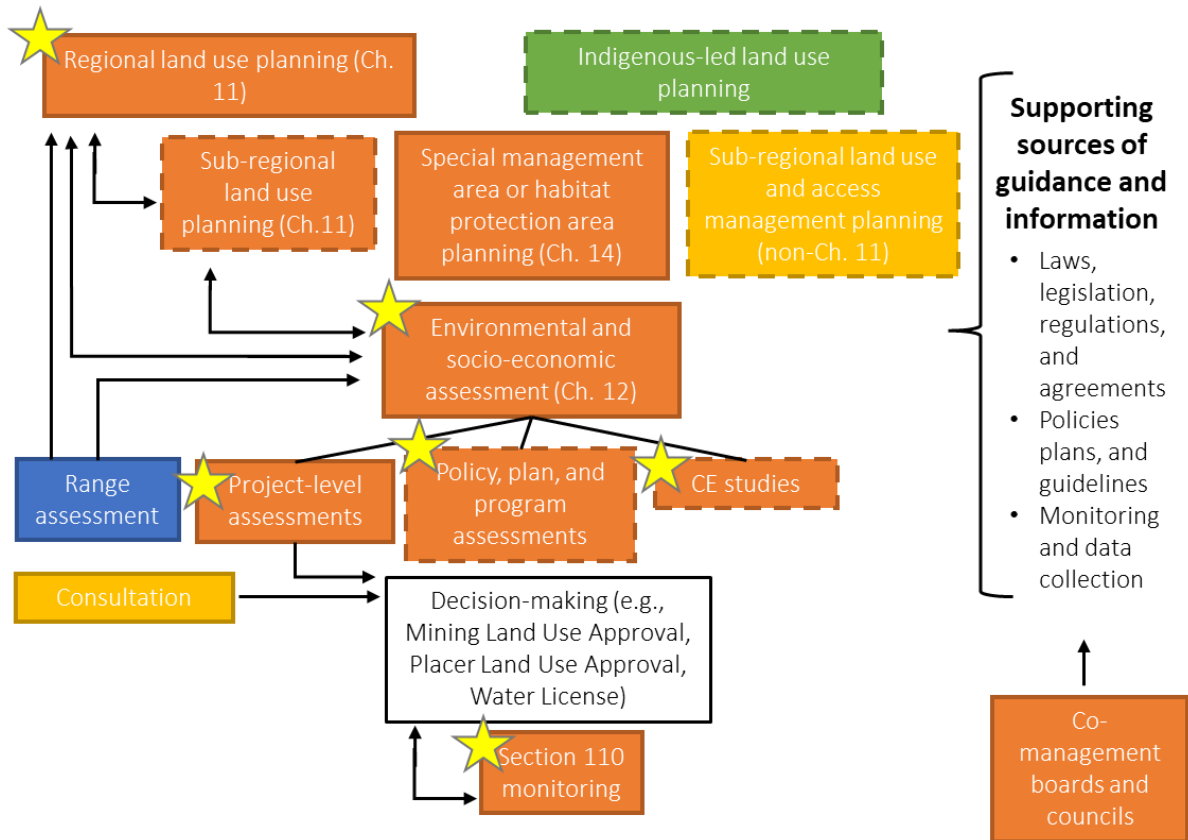 Regional land use planning (Ch.
11)
Indigenous-led land use
planning
Sub-regional
land use
planning (Ch.11)
Special management
area or habitat
protection area
planning (Ch. 14)
Sub-regional land use
and access
management planning
(non-Ch. 11)
Supporting
sources of
guidance and
information
• Laws,
legislation,
regulations,
and
agreements
• Policies
plans, and
guidelines
• Monitoring
and data
collection
Environmental and
socio-economic
assessment (Ch. 12)
Range
assessment
Project-level
assessments
Policy, plan, and
program
assessments
CE studies
Consultation
Decision-making (e.g.,
Mining Land Use Approval,
Placer Land Use Approval,
Water License)
Section 110
monitoring
Co-
management
boards and
councils